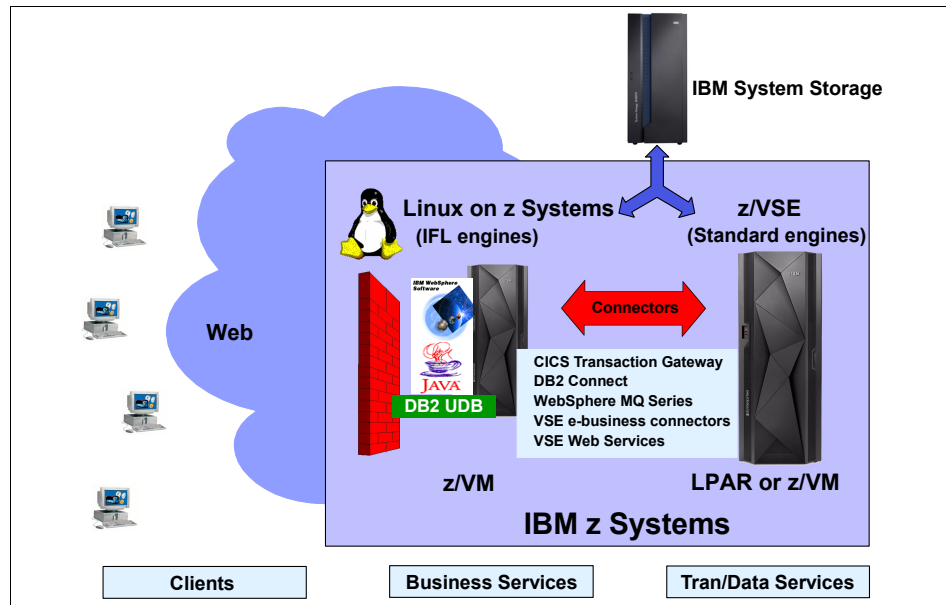 IBM System Storage
Linux on z Systems
(IFL engines)
z/VSE
(Standard engines)
Web
IBM WebSphere
Software
JAVA
DB2 UDB
IBM
Connectors
CICS Transaction Gateway
DB2 Connect
WebSphere MQ Series
VSE e-business connectors
VSE Web Services
z/VM
LPAR or z/VM
IBM z Systems
Clients
Business Services
Tran/Data Services